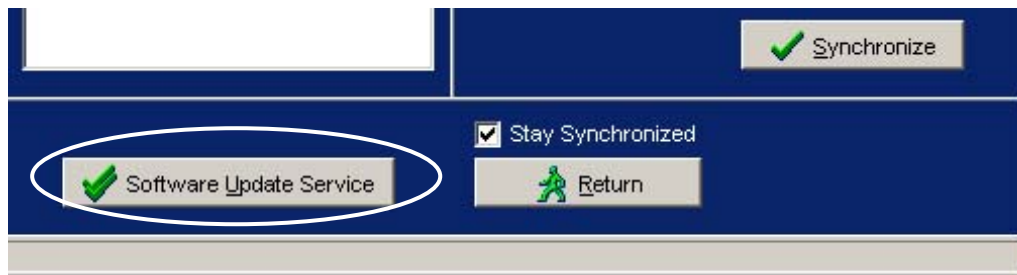 Synchronize
Stay Synchronized
Software Update Service
Return